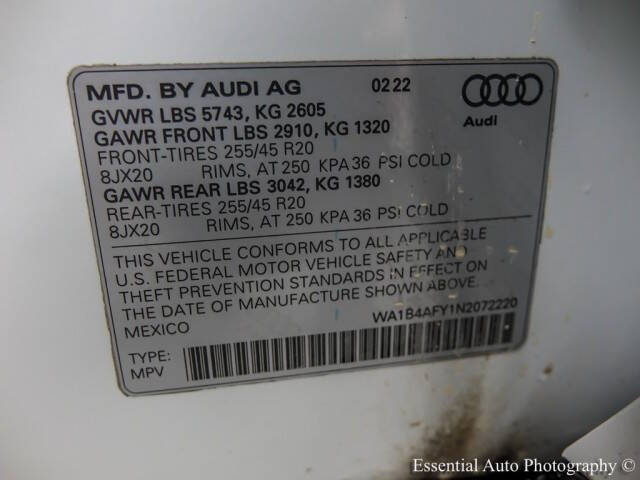 MFD. BY AUDI AG 02 22
GVWR LBS 5743, KG 2605
GAWR FRONT LBS 2910, KG 1320
FRONT-TIRES 255/45 R20
8JX20 RIMS, AT 250 KPA 36 PSI COLD
GAWR REAR LBS 3042, KG 1380
REAR-TIRES 255/45 R20
8JX20 RIMS, AT 250 KPA 36 PSI COLD
THIS VEHICLE CONFORMS TO ALL APPLICABLE
U.S. FEDERAL MOTOR VEHICLE SAFETY AND
THEFT PREVENTION STANDARDS IN EFFECT ON
THE DATE OF MANUFACTURE SHOWN ABOVE.
MEXICO
WA1B4AFY1N2072220
TYPE:
MPV
Audi
Essential Auto Photography ©